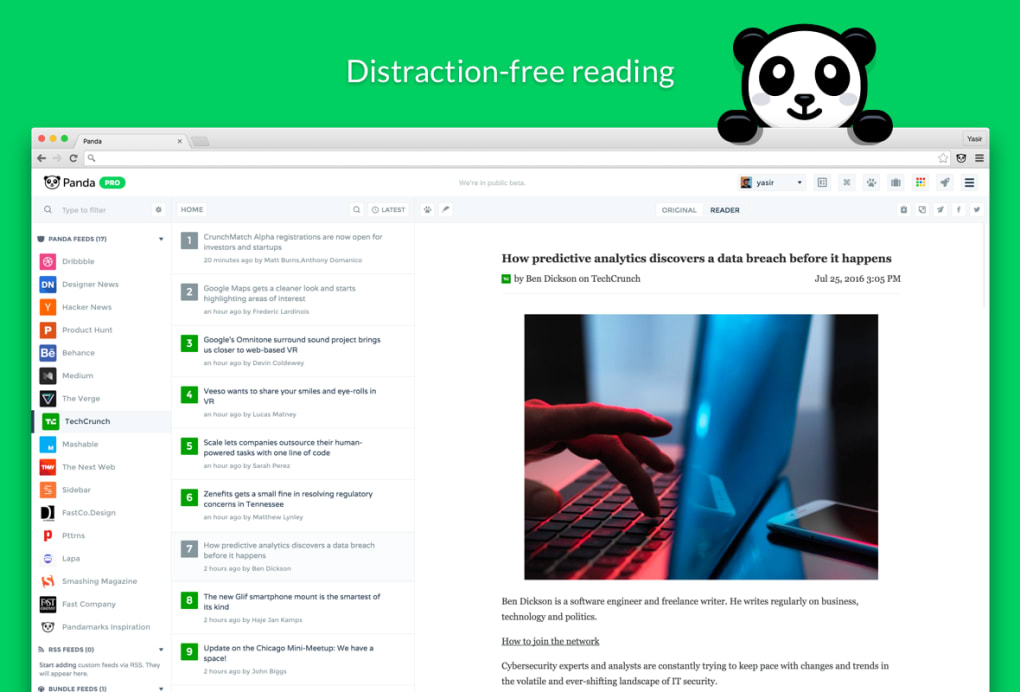 Distraction-free reading
Panda
Yasir
Panda PRO
We're in public beta.
yasir
Type to filter
HOME
LATEST
ORIGINAL
READER
PANDA FEEDS (17)
Dribbble
DN Designer News
Y Hacker News
P Product Hunt
Bē Behance
Medium
The Verge
TC TechCrunch
M Mashable
TNW The Next Web
S Sidebar
FastCo.Design
Pttrns
Lapa
Smashing Magazine
FAST COMPANY Fast Company
Pandamarks Inspiration
RSS FEEDS (0)
Start adding custom feeds via RSS. They
will appear here.
BUNDLE FEEDS (1)
1 CrunchMatch Alpha registrations are now open for
investors and startups
20 minutes ago by Matt Burns,Anthony Domanico
2 Google Maps gets a cleaner look and starts
highlighting areas of interest
an hour ago by Frederic Lardinois
3 Google's Omnitone surround sound project brings
us closer to web-based VR
an hour ago by Devin Coldewey
4 Veeso wants to share your smiles and eye-rolls in
VR
an hour ago by Lucas Matney
5 Scale lets companies outsource their human-
powered tasks with one line of code
an hour ago by Sarah Perez
6 Zenefits gets a small fine in resolving regulatory
concerns in Tennessee
an hour ago by Matthew Lynley
7 How predictive analytics discovers a data breach
before it happens
2 hours ago by Ben Dickson
8 The new Glif smartphone mount is the smartest of
its kind
2 hours ago by Haje Jan Kamps
9 Update on the Chicago Mini-Meetup: We have a
space!
2 hours ago by John Biggs
How predictive analytics discovers a data breach before it happens
by Ben Dickson on TechCrunch
Jul 25, 2016 3:05 PM
Ben Dickson is a software engineer and freelance writer. He writes regularly on business,
technology and politics.
How to join the network
Cybersecurity experts and analysts are constantly trying to keep pace with changes and trends in
the volatile and ever-shifting landscape of IT security.